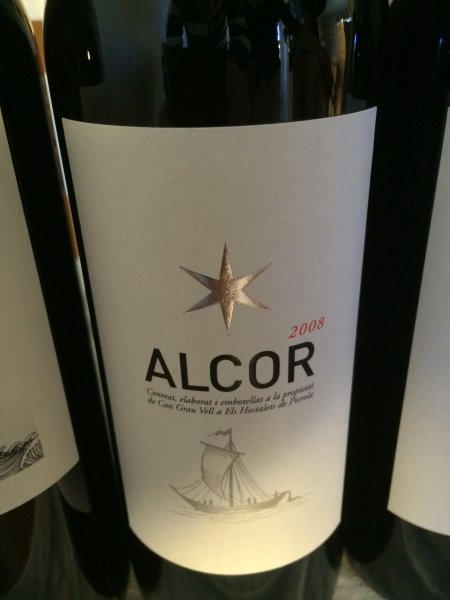 2008
ALCOR
Conreat, elaborat i embotellat a la propietat
de Can Grau Vell a Els Hostalets de Pierola